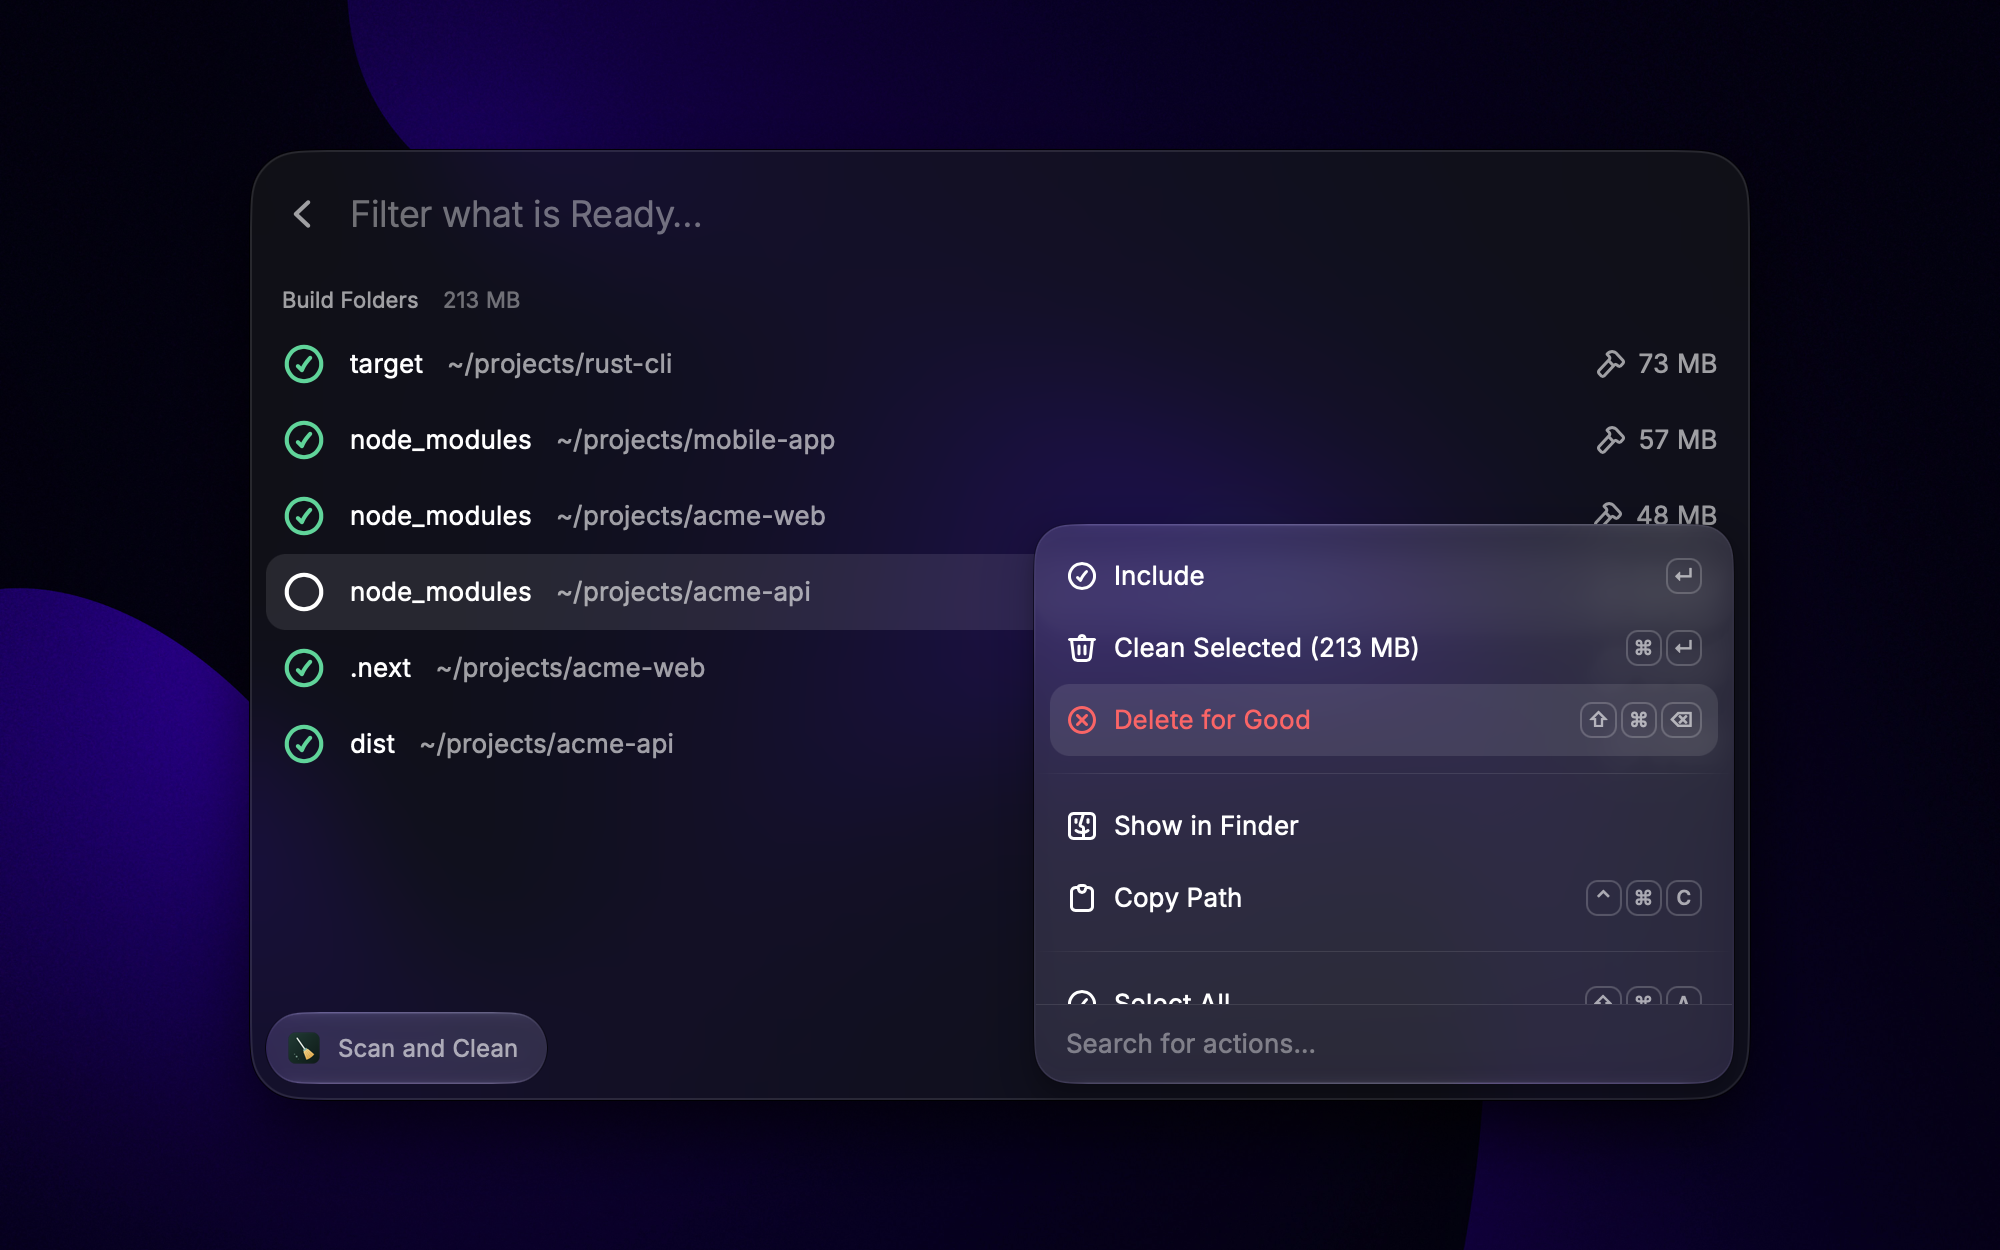 Filter what is Ready...
Build Folders 213 MB
target ~/projects/rust-cli 73 MB
node_modules ~/projects/mobile-app 57 MB
node_modules ~/projects/acme-web 48 MB
node_modules ~/projects/acme-api
.next ~/projects/acme-web
dist ~/projects/acme-api
Include ↵
Clean Selected (213 MB) ⌘ ↵
Delete for Good ⇧ ⌘ ⌫
Show in Finder
Copy Path ^ ⌘ C
Select All ⇧ ⌘ A
Search for actions...
Scan and Clean